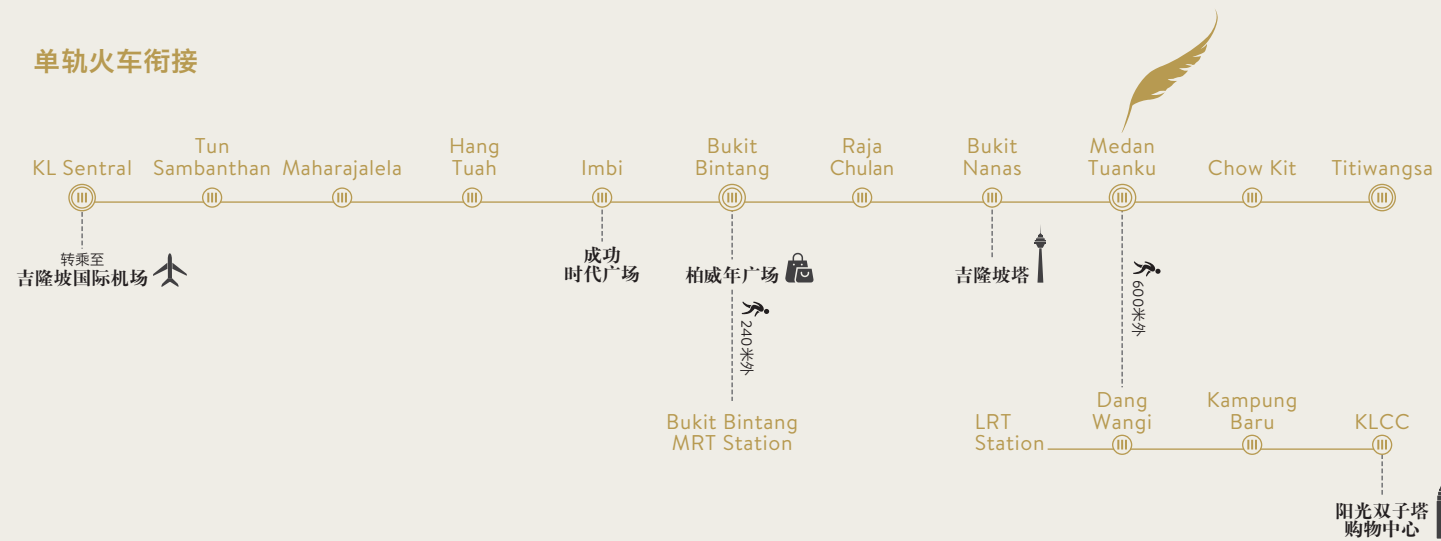 单轨火车衔接
KL Sentral
Tun
Sambanthan
Maharajalela
Hang
Tuah
Imbi
Bukit
Bintang
Raja
Chulan
Bukit
Nanas
Medan
Tuanku
Chow Kit
Titiwangsa
转乘至
吉隆坡国际机场
成功
时代广场
柏威年广场
吉隆坡塔
240米外
600米外
Bukit Bintang
MRT Station
LRT
Station
Dang
Wangi
Kampung
Baru
KLCC
阳光双子塔
购物中心